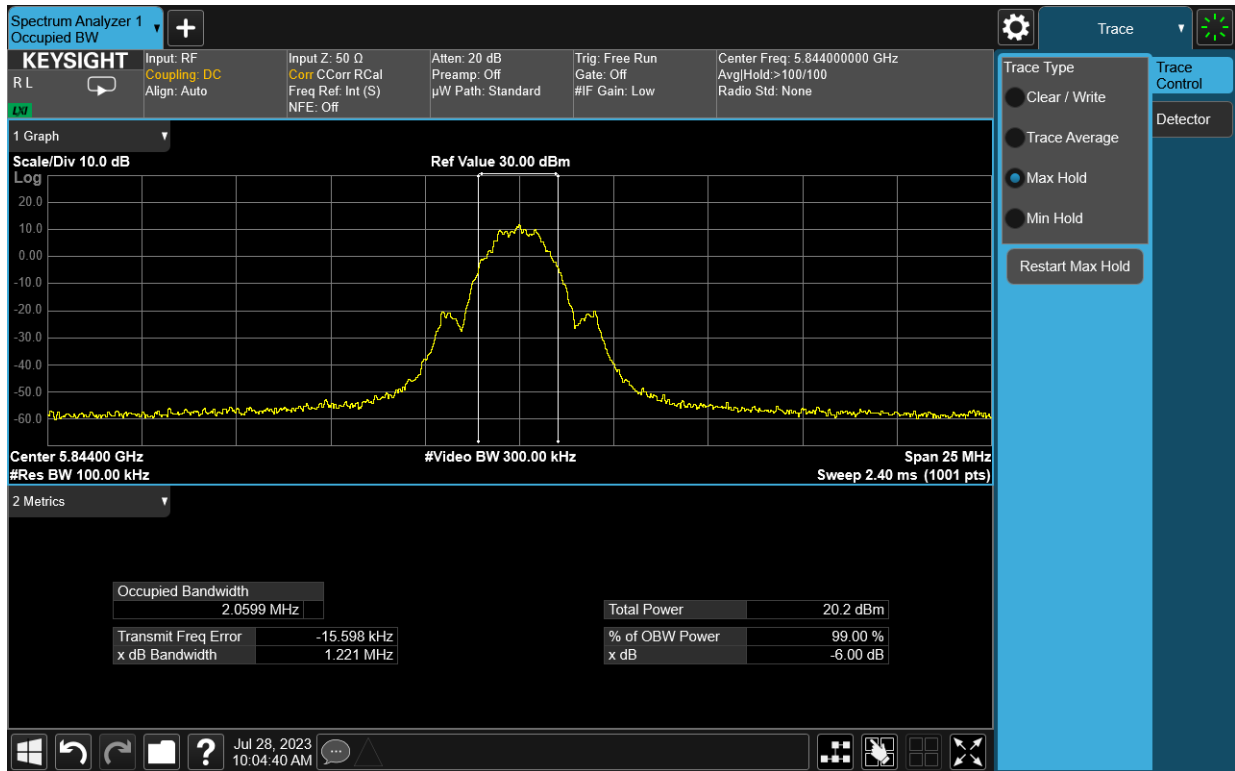 Spectrum Analyzer 1
Occupied BW
Trace
KEYSIGHT
R L
LXI
Input: RF
Coupling: DC
Align: Auto
Input Z: 50 Ω
Corr CCorr RCal
Freq Ref: Int (S)
NFE: Off
Atten: 20 dB
Preamp: Off
µW Path: Standard
Trig: Free Run
Gate: Off
#IF Gain: Low
Center Freq: 5.844000000 GHz
Avg|Hold:>100/100
Radio Std: None
Trace Type
Clear / Write
Trace Average
Max Hold
Min Hold
Restart Max Hold
Trace
Control
Detector
1 Graph
Scale/Div 10.0 dB
Ref Value 30.00 dBm
Log
20.0
10.0
0.00
-10.0
-20.0
-30.0
-40.0
-50.0
-60.0
Center 5.84400 GHz
#Video BW 300.00 kHz
Span 25 MHz
#Res BW 100.00 kHz
Sweep 2.40 ms (1001 pts)
2 Metrics
Occupied Bandwidth
2.0599 MHz
Total Power 20.2 dBm
Transmit Freq Error -15.598 kHz
% of OBW Power 99.00 %
x dB Bandwidth 1.221 MHz
x dB -6.00 dB
?
Jul 28, 2023
10:04:40 AM